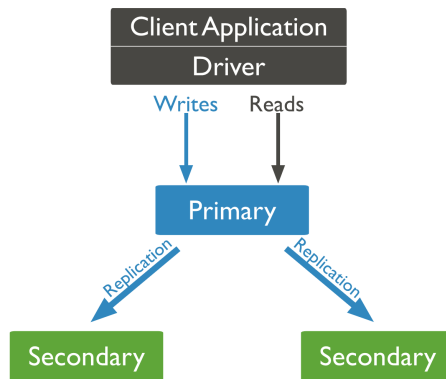 Client Application
Driver
Writes Reads
Primary
Replication Replication
Secondary Secondary